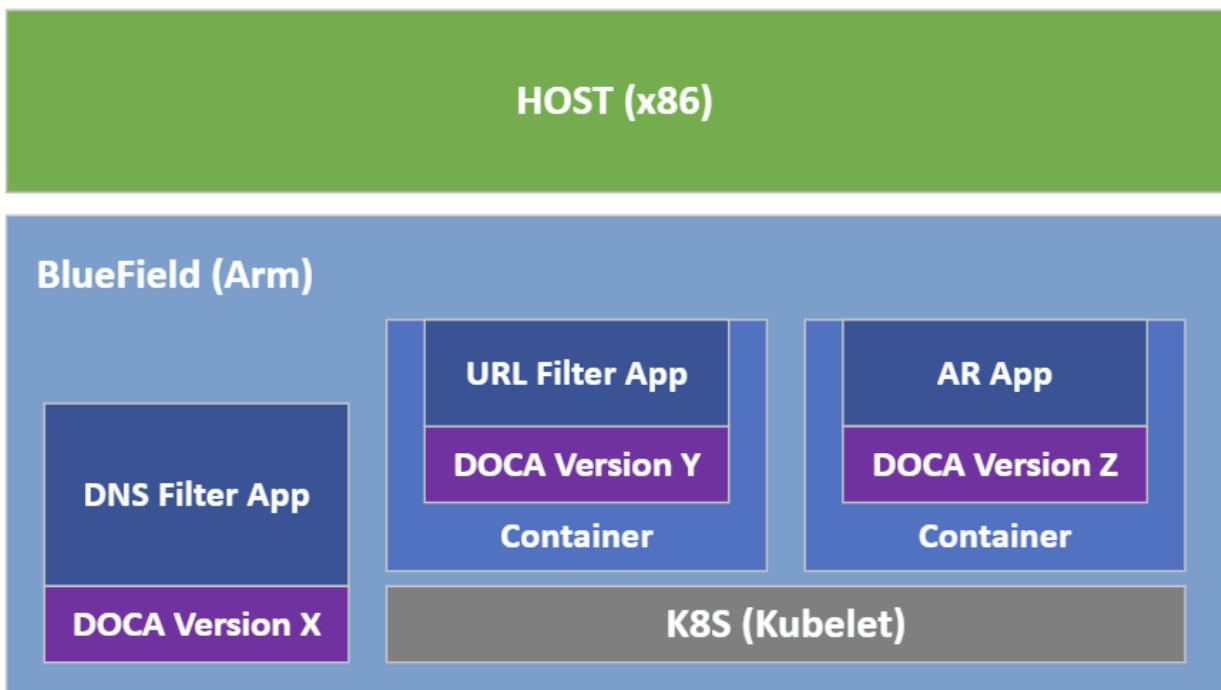 HOST (x86)
BlueField (Arm)
DNS Filter App
DOCA Version X
URL Filter App
DOCA Version Y
Container
AR App
DOCA Version Z
Container
K8S (Kubelet)